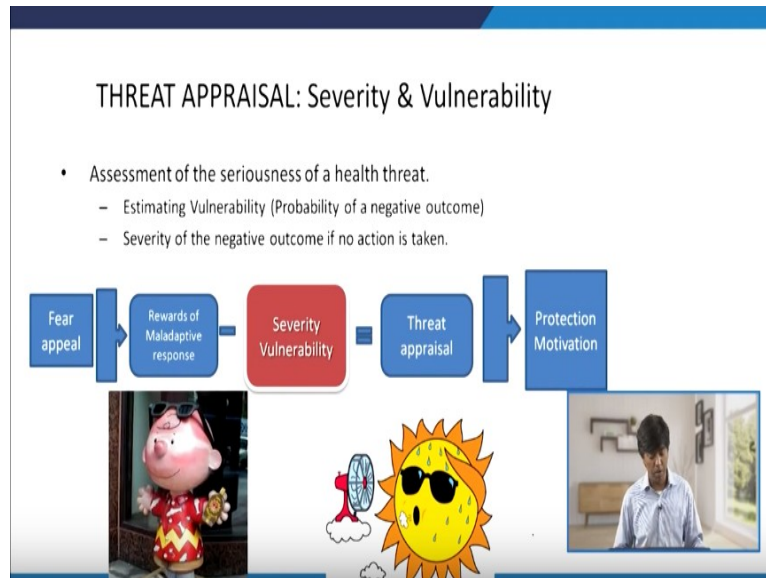 THREAT APPRAISAL: Severity & Vulnerability
• Assessment of the seriousness of a health threat.
– Estimating Vulnerability (Probability of a negative outcome)
– Severity of the negative outcome if no action is taken.
Fear
appeal
Rewards of
Maladaptive
response
Severity
Vulnerability
Threat
appraisal
Protection
Motivation